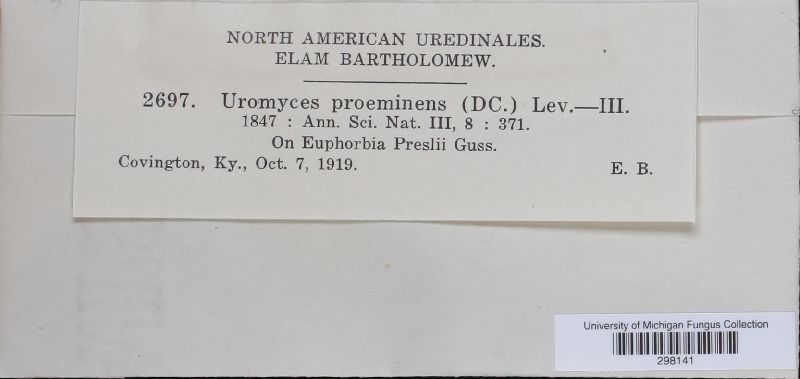 NORTH AMERICAN UREDINALES.
ELAM BARTHOLOMEW.
2697. Uromyces proeminens (DC.) Lev.—III.
1847 : Ann. Sci. Nat. III, 8 : 371.
On Euphorbia Preslii Guss.
Covington, Ky., Oct. 7, 1919.
E. B.
University of Michigan Fungus Collection
298141